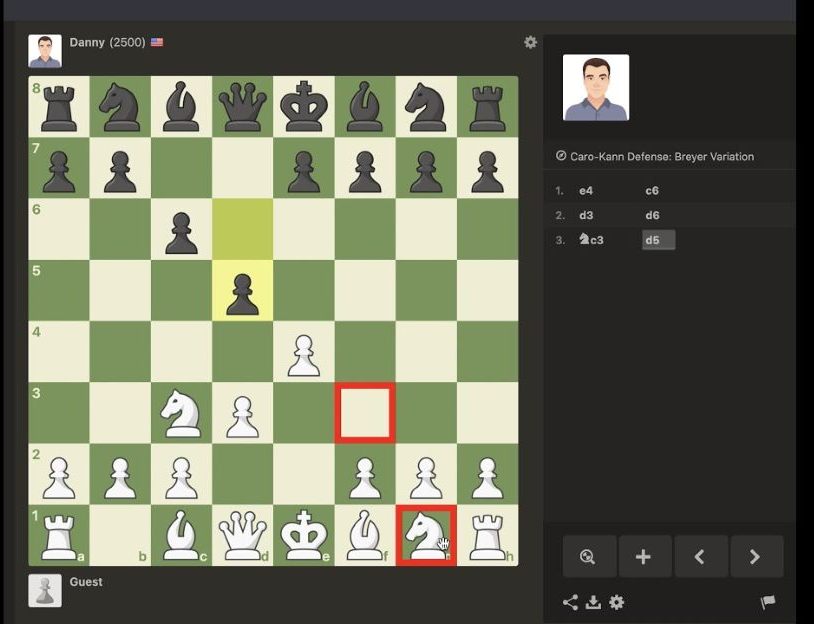 Danny (2500)
8
7
6
5
4
3
2
1
a b c d e f h
Guest
Caro-Kann Defense: Breyer Variation
1. e4 c6
2. d3 d6
3. c3 d5